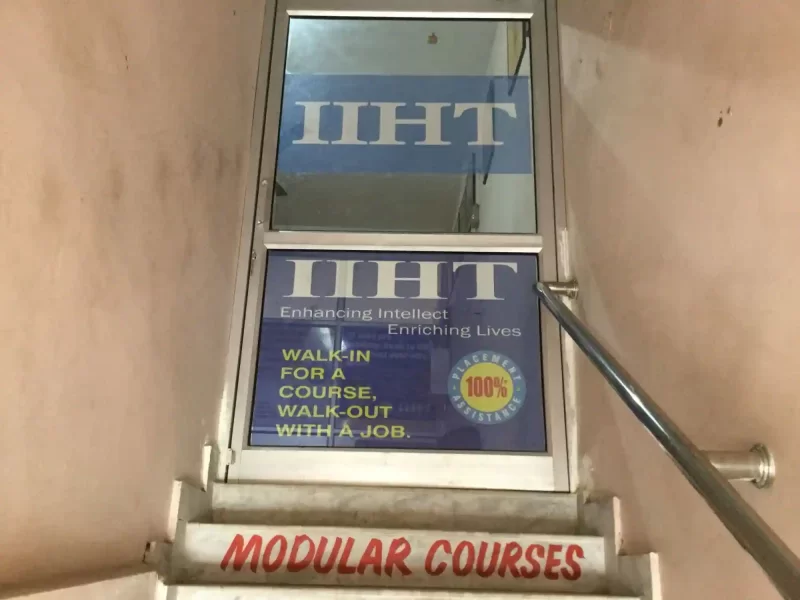 IIHT
IIHT
Enhancing Intellect
Enriching Lives
WALK-IN
FOR A
COURSE,
WALK-OUT
WITH A JOB.
PLACEMENT
100%
ASSISTANCE
MODULAR COURSES